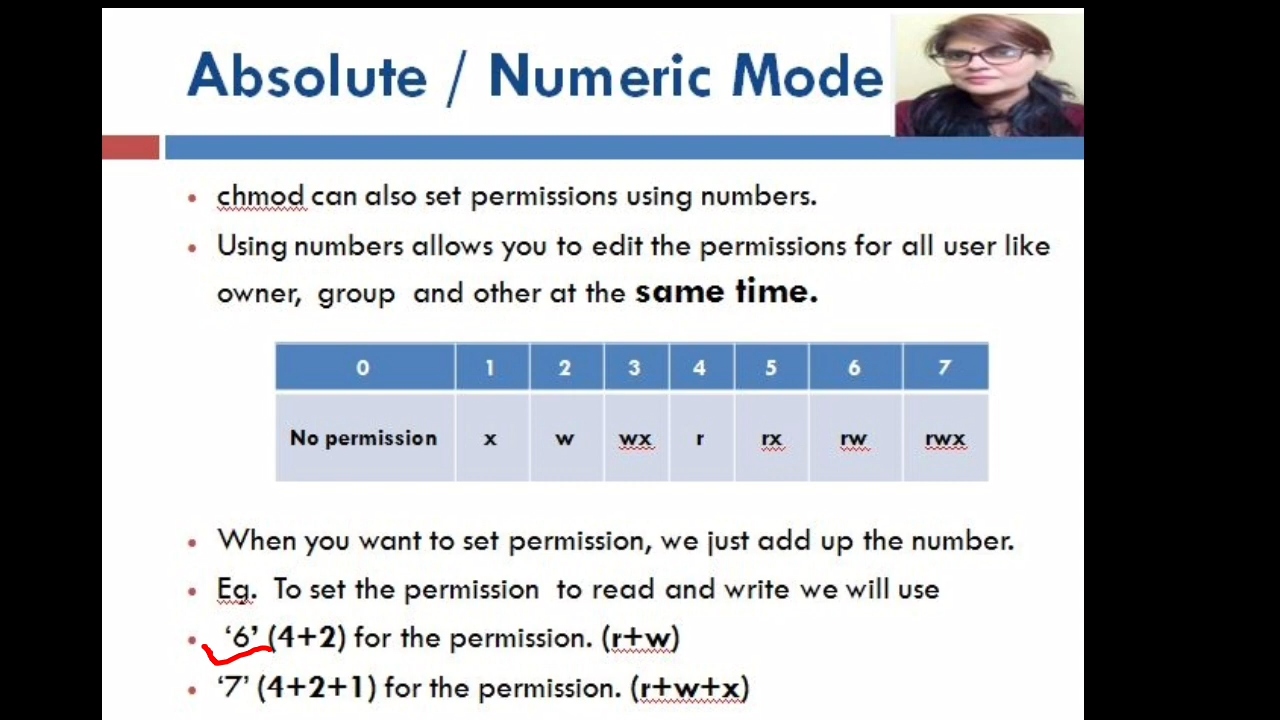 Absolute / Numeric Mode
chmod can also set permissions using numbers.
Using numbers allows you to edit the permissions for all user like
owner, group and other at the same time.
0 1 2 3 4 5 6 7
No permission x w wx r rx rw rwx
When you want to set permission, we just add up the number.
Eg. To set the permission to read and write we will use
‘6’ (4+2) for the permission. (r+w)
‘7’ (4+2+1) for the permission. (r+w+x)